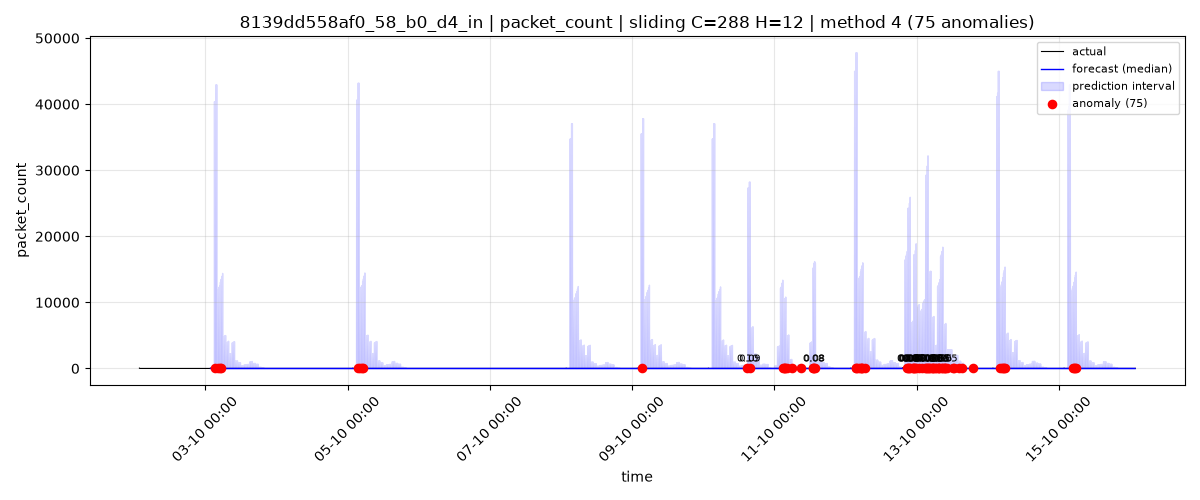 8139dd558af0_58_b0_d4_in | packet_count | sliding C=288 H=12 | method 4 (75 anomalies)
50000
40000
30000
20000
10000
0
packet_count
actual
forecast (median)
prediction interval
anomaly (75)
0.08
03-10 00:00
05-10 00:00
07-10 00:00
09-10 00:00
11-10 00:00
13-10 00:00
15-10 00:00
time